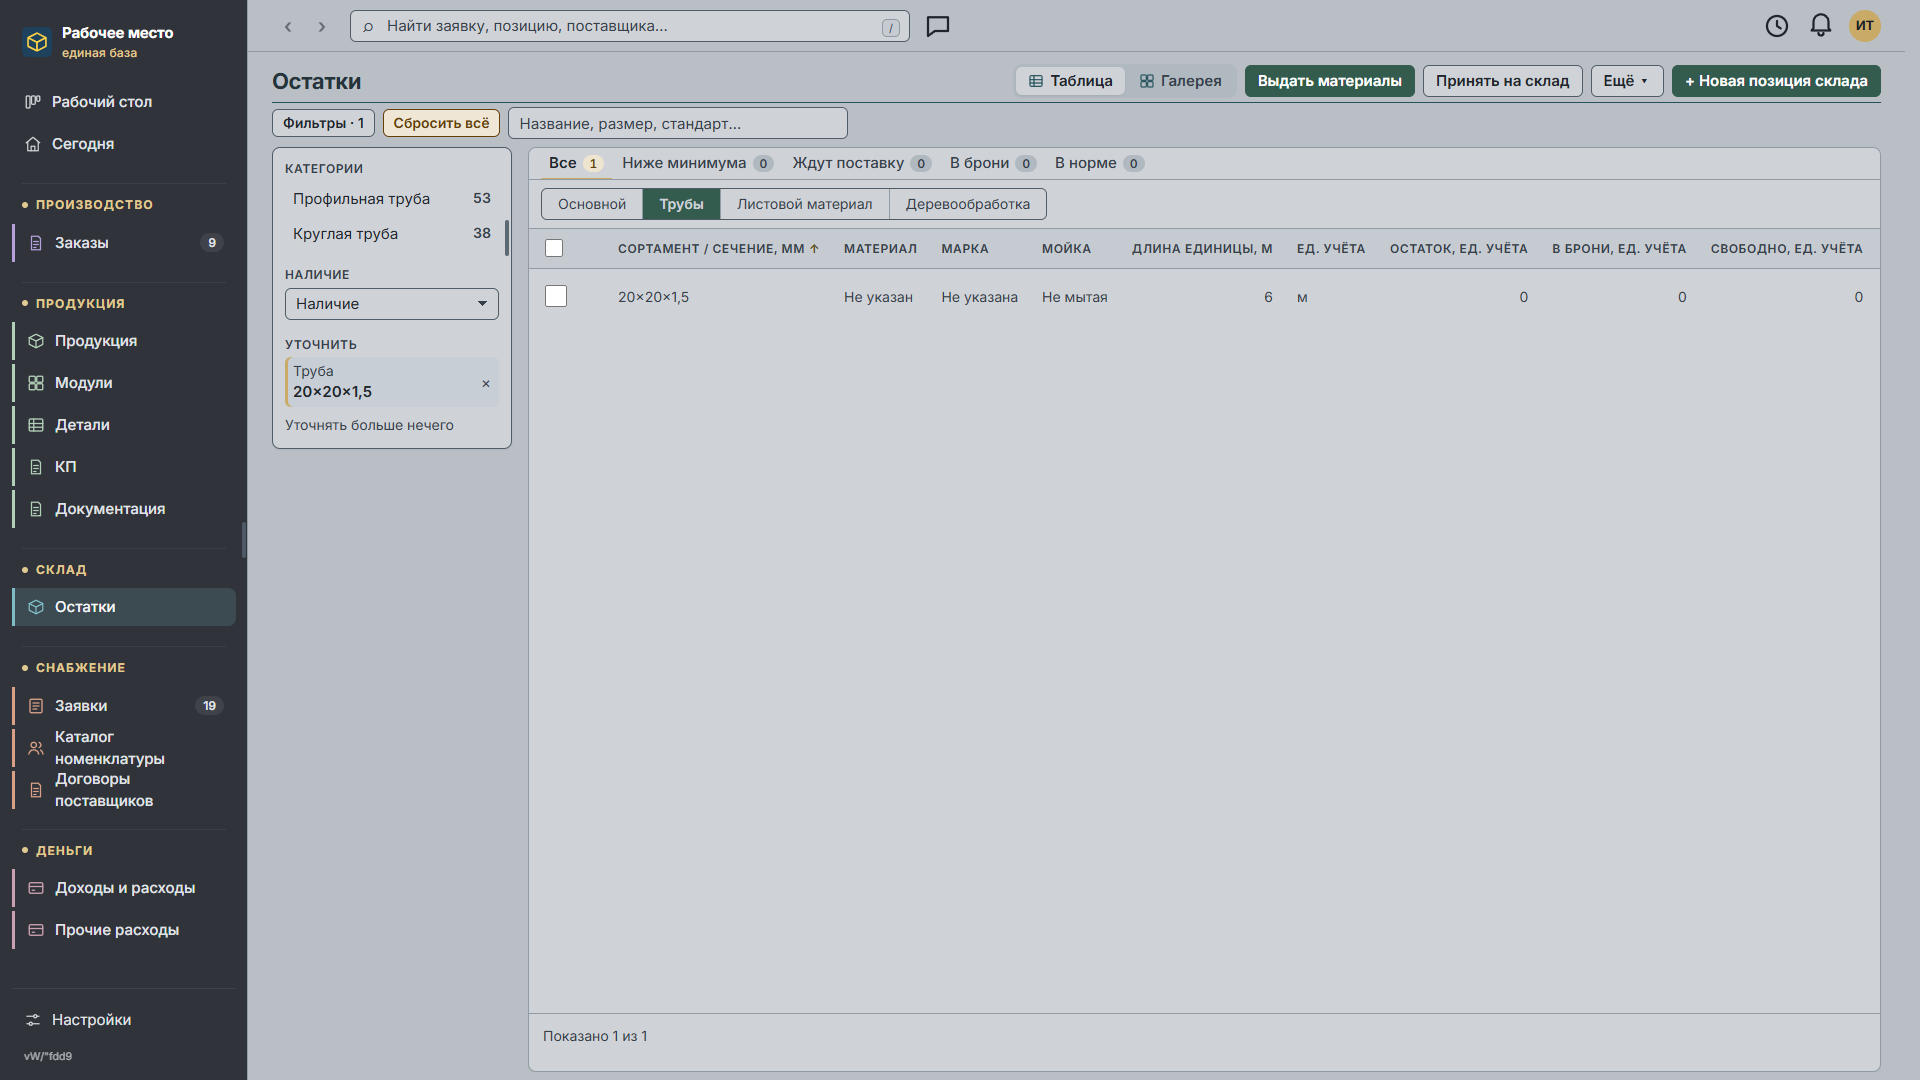 Рабочее место
единая база
Рабочий стол
Сегодня
ПРОИЗВОДСТВО
Заказы 9
ПРОДУКЦИЯ
Продукция
Модули
Детали
КП
Документация
СКЛАД
Остатки
СНАБЖЕНИЕ
Заявки 19
Каталог
номенклатуры
Договоры
поставщиков
ДЕНЬГИ
Доходы и расходы
Прочие расходы
Настройки
vW/"fdd9
Найти заявку, позицию, поставщика... /
ИТ
Остатки
Таблица Галерея Выдать материалы Принять на склад Ещё + Новая позиция склада
Фильтры · 1 Сбросить всё Название, размер, стандарт...
КАТЕГОРИИ
Профильная труба 53
Круглая труба 38
НАЛИЧИЕ
Наличие
УТОЧНИТЬ
Труба
20×20×1,5 ×
Уточнять больше нечего
Все 1 Ниже минимума 0 Ждут поставку 0 В брони 0 В норме 0
Основной Трубы Листовой материал Деревообработка
СОРТАМЕНТ / СЕЧЕНИЕ, ММ ↑ МАТЕРИАЛ МАРКА МОЙКА ДЛИНА ЕДИНИЦЫ, М ЕД. УЧЁТА ОСТАТОК, ЕД. УЧЁТА В БРОНИ, ЕД. УЧЁТА СВОБОДНО, ЕД. УЧЁТА
20×20×1,5 Не указан Не указана Не мытая 6 м 0 0 0
Показано 1 из 1